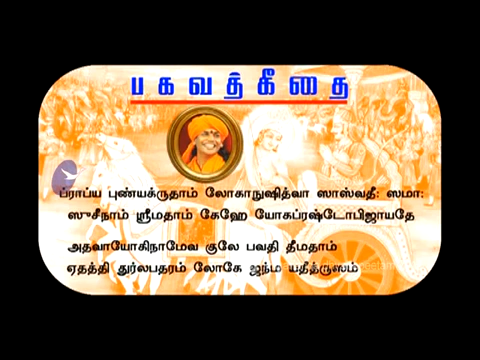 பகவத்கீதை
ப்ராப்ய புண்யக்ருதாம் லோகாநுஷித்வா ஸாஸ்வதீ: ஸமா:
ஸுசீநாம் ஸ்ரீமதாம் கேஹே யோகப்ரஷ்டோபிஜாயதே
அதவாயோகிநாமேவ குலே பவதி தீமதாம்
ஏதத்தி துர்லபதரம் லோகே ஜந்ம யதீத்ருஸம்